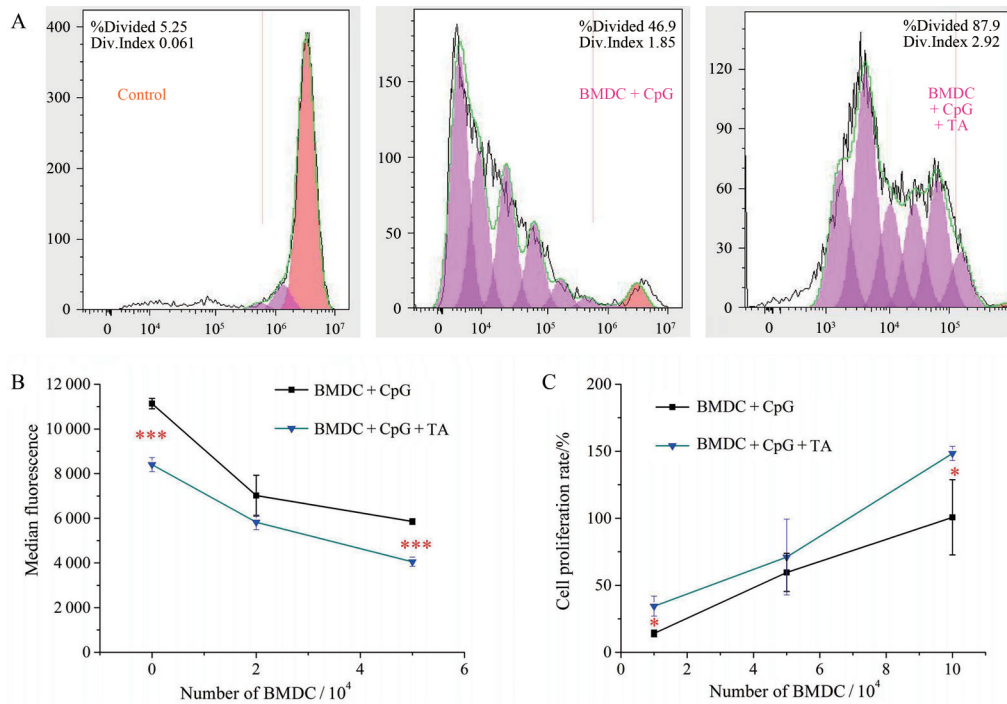 A
%Divided 5.25
Div.Index 0.061
Control
400
300
200
100
0
0 10⁴ 10⁵ 10⁶ 10⁷
%Divided 46.9
Div.Index 1.85
BMDC + CpG
150
100
50
0
0 10⁴ 10⁵ 10⁶ 10⁷
%Divided 87.9
Div.Index 2.92
BMDC
+ CpG
+ TA
120
90
60
30
0
0 10³ 10⁴ 10⁵
B
12 000
10 000
8 000
6 000
4 000
2 000
0
Median fluorescence
BMDC + CpG
BMDC + CpG + TA
***
***
0 2 4 6
Number of BMDC / 10⁴
C
200
150
100
50
0
Cell proliferation rate/%
BMDC + CpG
BMDC + CpG + TA
*
*
0 2 4 6 8 10
Number of BMDC / 10⁴